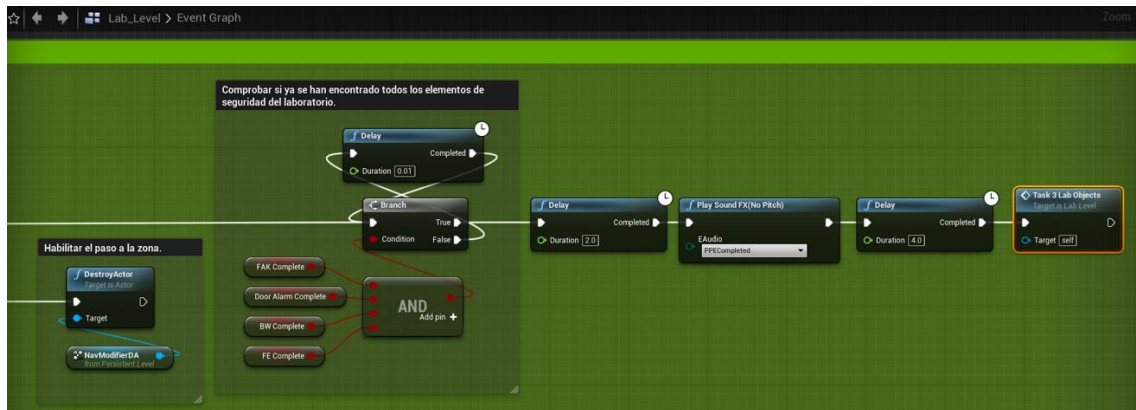 Lab_Level > Event Graph
Zoom
Comprobar si ya se han encontrado todos los elementos de
seguridad del laboratorio.
Delay
Completed
Duration 0.01
Branch
True
Condition
False
FAK Complete
Door Alarm Complete
BW Complete
FE Complete
AND
Add pin +
Habilitar el paso a la zona.
DestroyActor
Target is Actor
Target
NavModifierDA
from Persistent Level
Delay
Completed
Duration 2.0
Play Sound FX(No Pitch)
EAudio
PPECompleted
Delay
Completed
Duration 4.0
Task 3 Lab Objects
Target is Lab Level
Target self